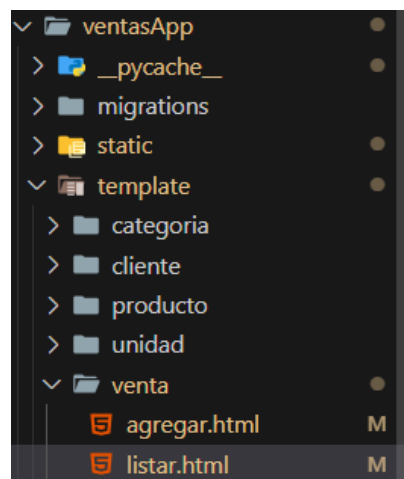 ventasApp
__pycache__
migrations
static
template
categoria
cliente
producto
unidad
venta
agregar.html M
listar.html M